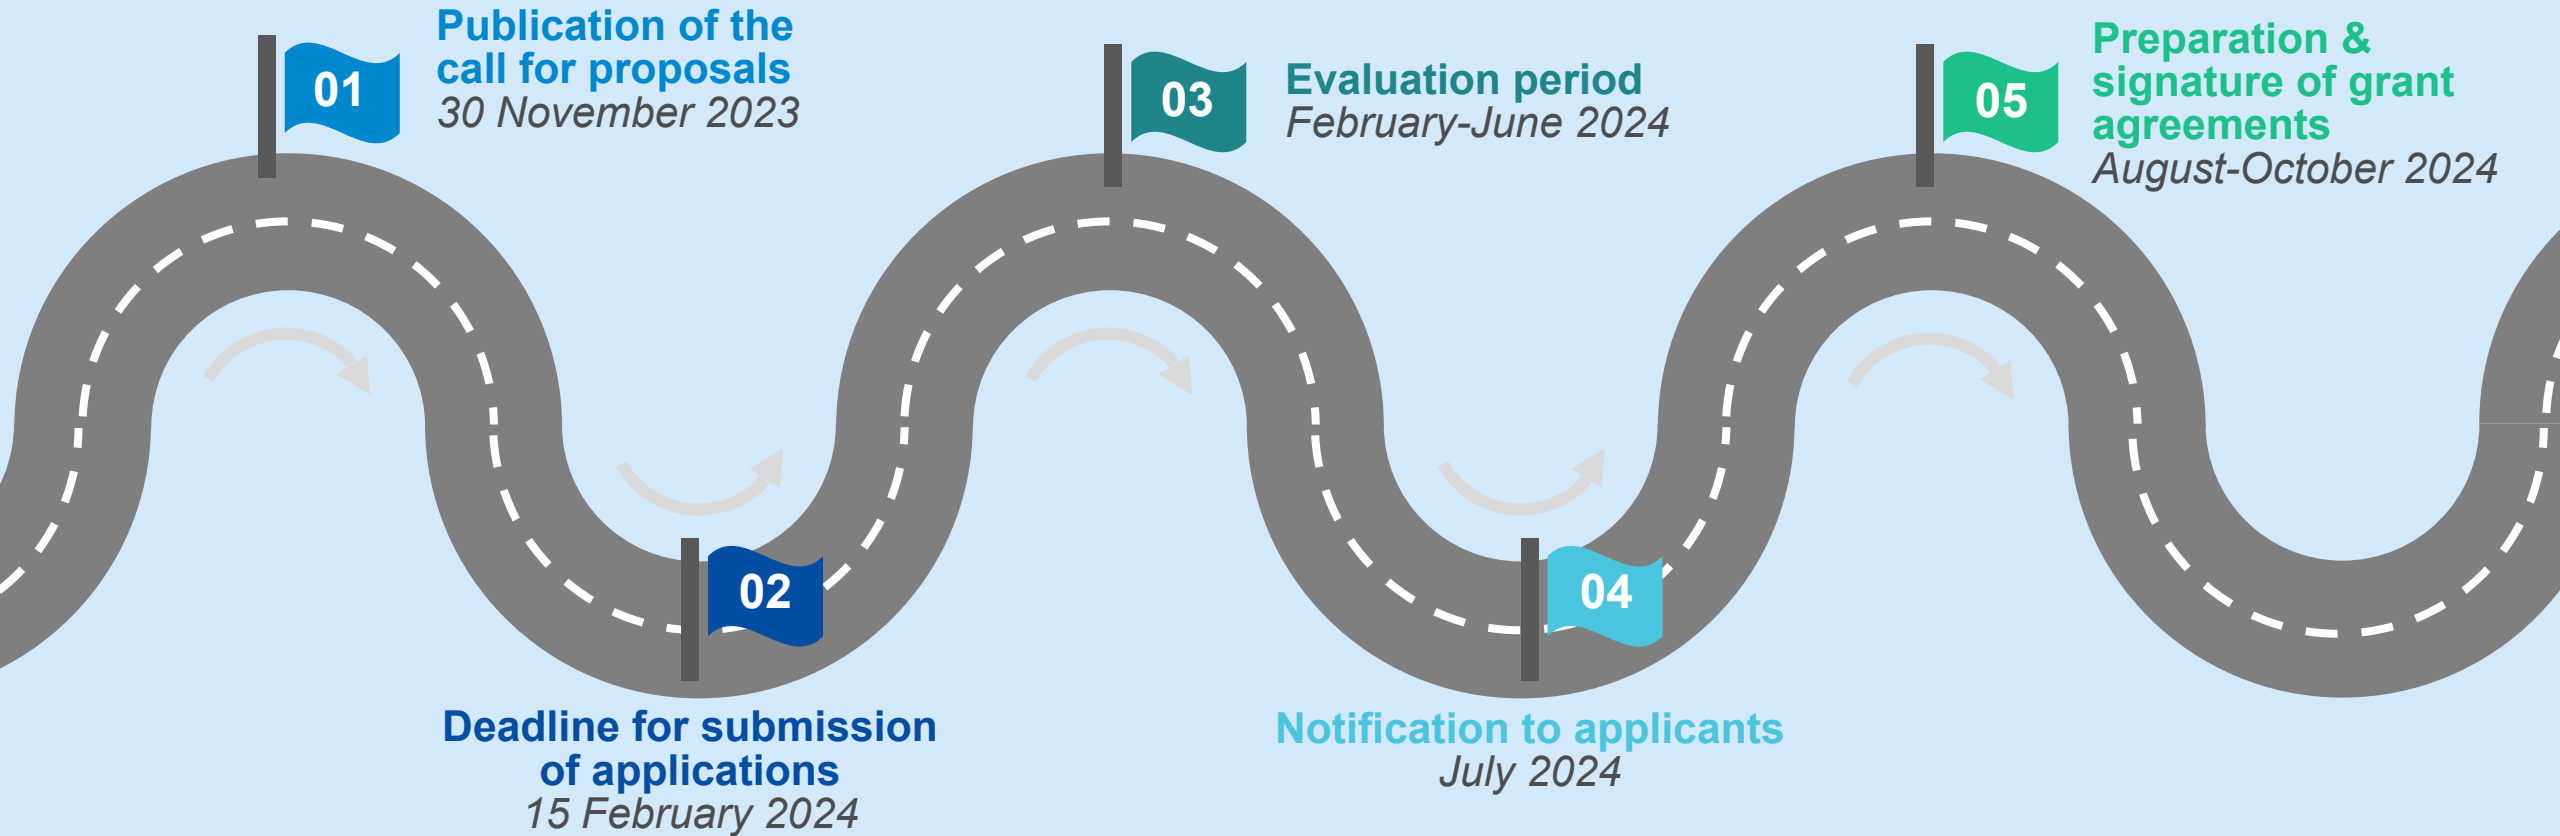 01
Publication of the
call for proposals
30 November 2023
02
Deadline for submission
of applications
15 February 2024
03
Evaluation period
February-June 2024
04
Notification to applicants
July 2024
05
Preparation &
signature of grant
agreements
August-October 2024